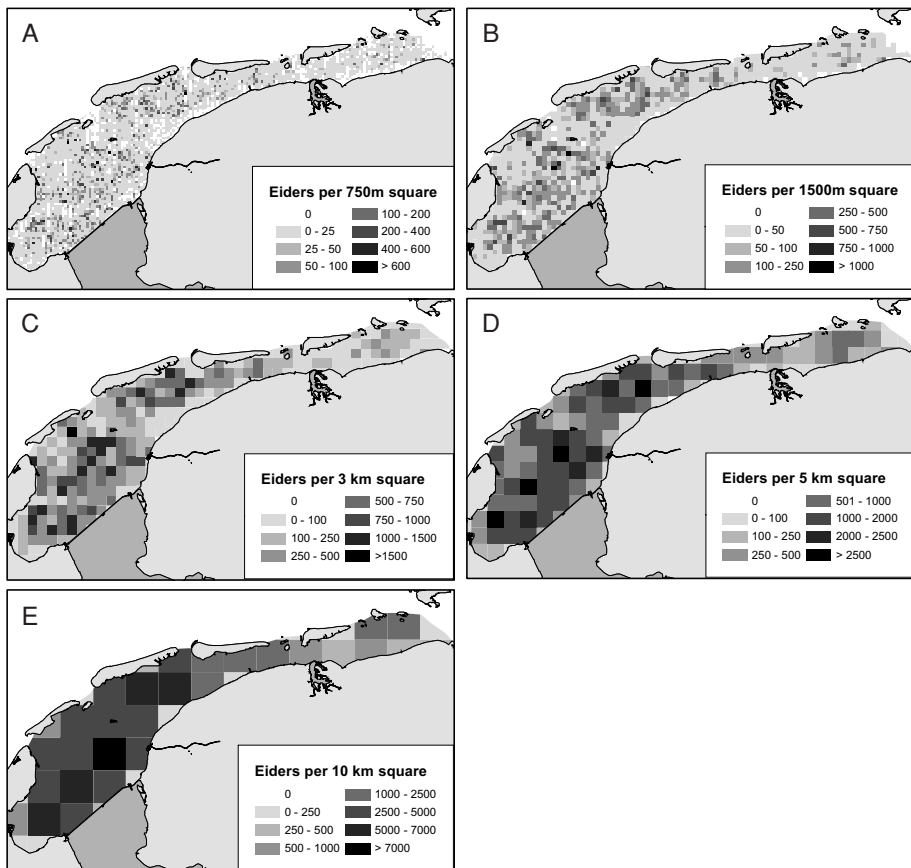 A
Eiders per 750m square
0 100 - 200
0 - 25 200 - 400
25 - 50 400 - 600
50 - 100 > 600
B
Eiders per 1500m square
0 250 - 500
0 - 50 500 - 750
50 - 100 750 - 1000
100 - 250 > 1000
C
Eiders per 3 km square
0 500 - 750
0 - 100 750 - 1000
100 - 250 1000 - 1500
250 - 500 >1500
D
Eiders per 5 km square
0 501 - 1000
0 - 100 1000 - 2000
100 - 250 2000 - 2500
250 - 500 > 2500
E
Eiders per 10 km square
0 1000 - 2500
0 - 250 2500 - 5000
250 - 500 5000 - 7000
500 - 1000 > 7000